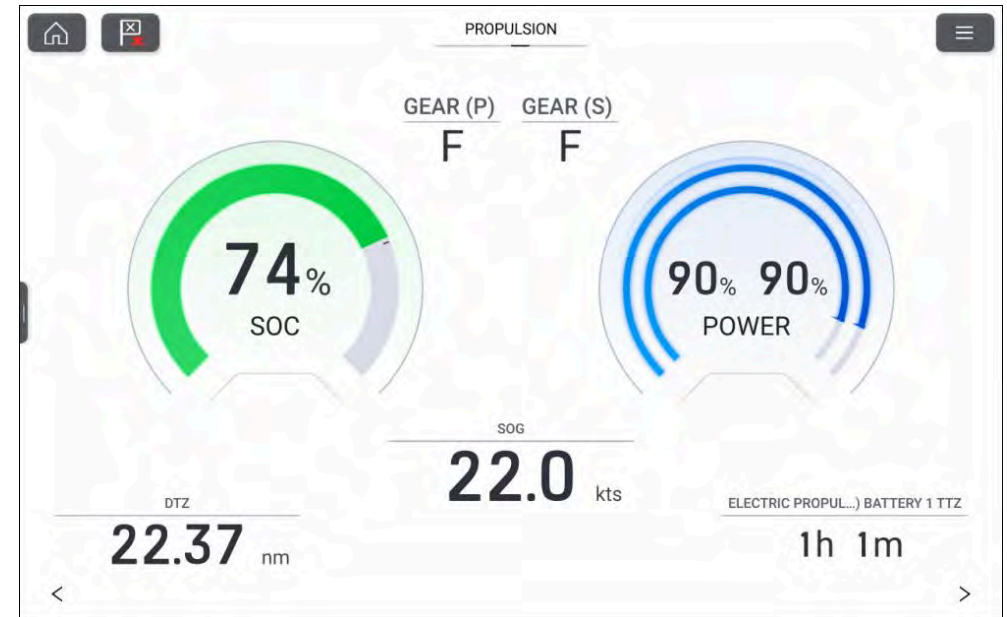 PROPULSION
GEAR (P) GEAR (S)
F F
74%
SOC
90% 90%
POWER
SOG
22.0 kts
DTZ
22.37 nm
ELECTRIC PROPUL...) BATTERY 1 TTZ
1h 1m